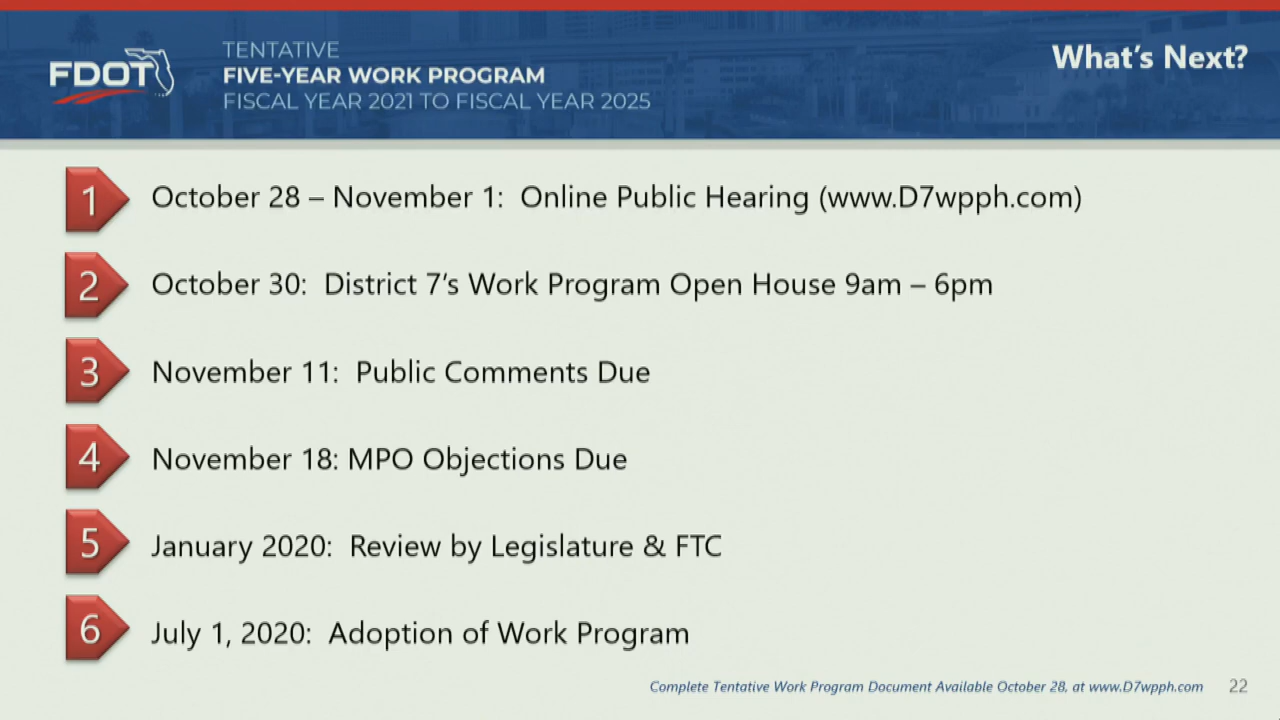 FDOT
TENTATIVE
FIVE-YEAR WORK PROGRAM
FISCAL YEAR 2021 TO FISCAL YEAR 2025
What's Next?
1 October 28 – November 1: Online Public Hearing (www.D7wpph.com)
2 October 30: District 7's Work Program Open House 9am – 6pm
3 November 11: Public Comments Due
4 November 18: MPO Objections Due
5 January 2020: Review by Legislature & FTC
6 July 1, 2020: Adoption of Work Program
Complete Tentative Work Program Document Available October 28, at www.D7wpph.com 22